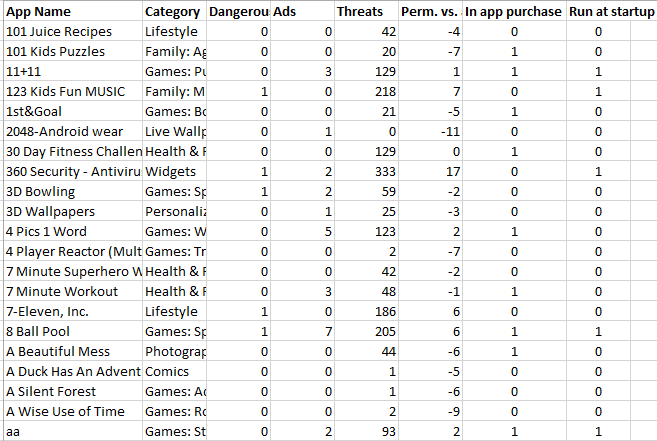 App Name Category Dangerou Ads Threats Perm. vs. In app purchase Run at startup
101 Juice Recipes Lifestyle 0 0 42 -4 0 0
101 Kids Puzzles Family: Ag 0 0 20 -7 1 0
11+11 Games: Pu 0 3 129 1 1 1
123 Kids Fun MUSIC Family: M 1 0 218 7 0 1
1st&Goal Games: Bo 0 0 21 -5 1 0
2048-Android wear Live Wallp 0 1 0 -11 0 0
30 Day Fitness Challen Health & F 0 0 129 0 1 0
360 Security - Antiviru Widgets 1 2 333 17 0 1
3D Bowling Games: Sp 1 2 59 -2 0 0
3D Wallpapers Personaliz 0 1 25 -3 0 0
4 Pics 1 Word Games: W 0 5 123 2 1 0
4 Player Reactor (Mult Games: Tr 0 0 2 -7 0 0
7 Minute Superhero W Health & F 0 0 42 -2 0 0
7 Minute Workout Health & F 0 3 48 -1 1 0
7-Eleven, Inc. Lifestyle 1 0 186 6 0 0
8 Ball Pool Games: Sp 1 7 205 6 1 1
A Beautiful Mess Photograp 0 0 44 -6 1 0
A Duck Has An Advent Comics 0 0 1 -5 0 0
A Silent Forest Games: Ad 0 0 1 -6 0 0
A Wise Use of Time Games: Ro 0 0 2 -9 0 0
aa Games: St 0 2 93 2 1 1